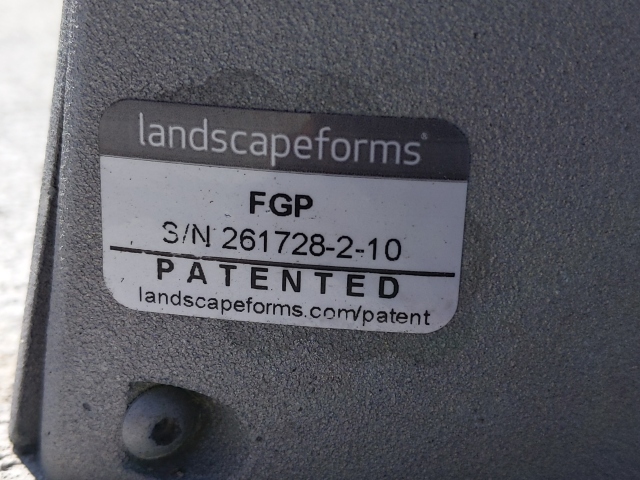 landscapeforms®
FGP
S/N 261728-2-10
PATENTED
landscapeforms.com/patent